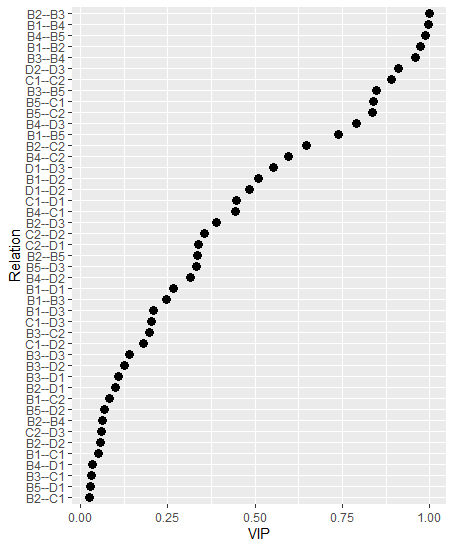 B2--B3
B1--B4
B4--B5
B1--B2
B3--B4
D2--D3
C1--C2
B3--B5
B5--C1
B5--C2
B4--D3
B1--B5
B2--C2
B4--C2
D1--D3
B1--D2
D1--D2
C1--D1
B4--C1
B2--D3
C2--D2
C2--D1
B2--B5
B5--D3
B4--D2
B1--D1
B1--B3
B1--D3
C1--D3
B3--C2
C1--D2
B3--D3
B3--D2
B3--D1
B2--D1
B1--C2
B5--D2
B2--B4
C2--D3
B2--D2
B1--C1
B4--D1
B3--C1
B5--D1
B2--C1
Relation
0.00 0.25 0.50 0.75 1.00
VIP